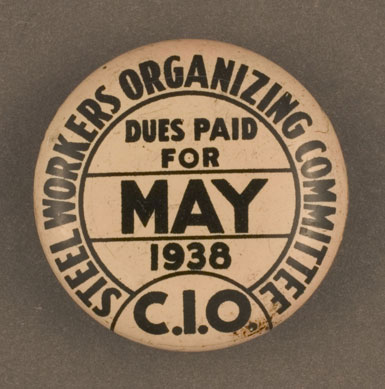 STEEL WORKERS ORGANIZING COMMITTEE
DUES PAID
FOR
MAY
1938
C.I.O